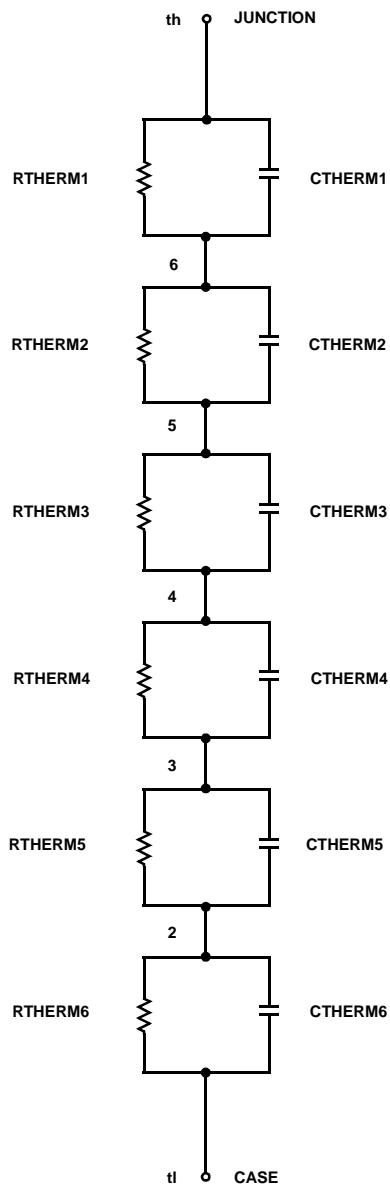 th JUNCTION
RTHERM1 CTHERM1
6
RTHERM2 CTHERM2
5
RTHERM3 CTHERM3
4
RTHERM4 CTHERM4
3
RTHERM5 CTHERM5
2
RTHERM6 CTHERM6
tl CASE